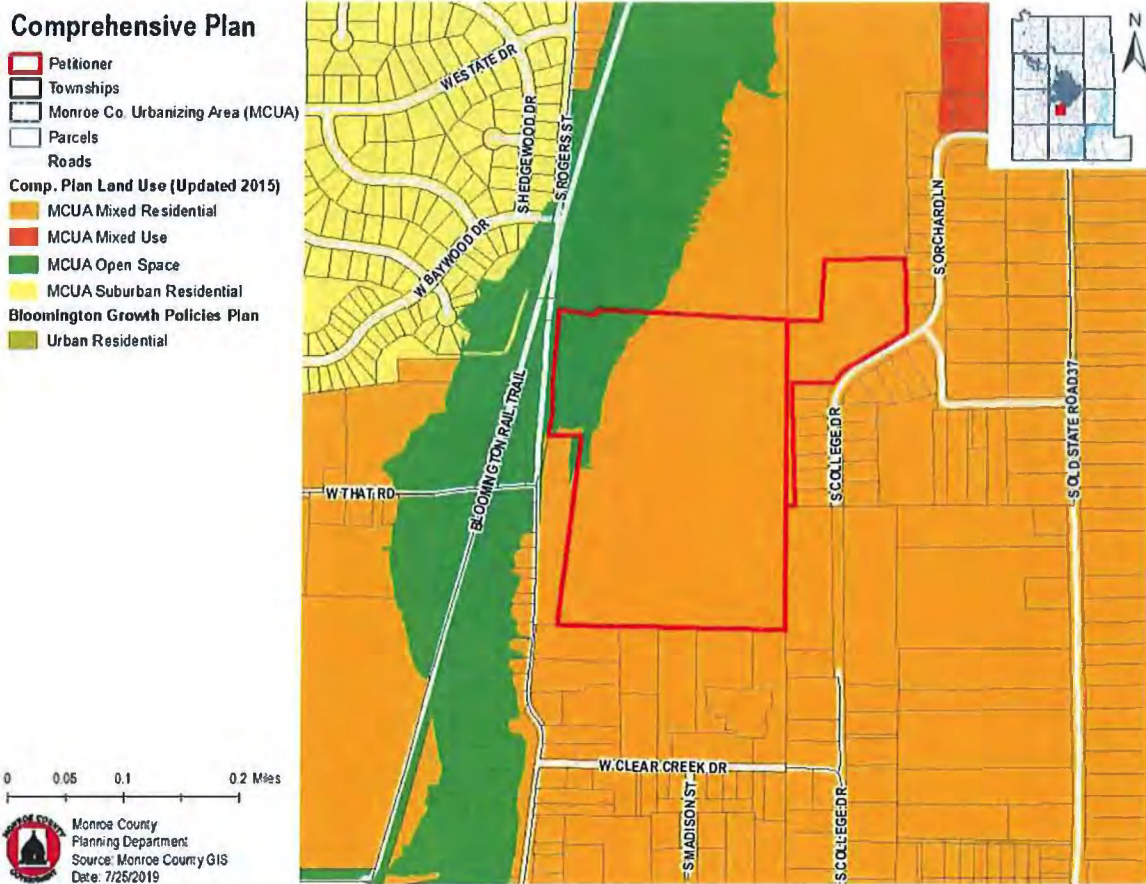 Comprehensive Plan
Petitioner
Townships
Monroe Co. Urbanizing Area (MCUA)
Parcels
Roads
Comp. Plan Land Use (Updated 2015)
MCUA Mixed Residential
MCUA Mixed Use
MCUA Open Space
MCUA Suburban Residential
Bloomington Growth Policies Plan
Urban Residential
0 0.05 0.1 0.2 Miles
MONROE COUNTY
GOVERNMENT
Monroe County
Planning Department
Source: Monroe County GIS
Date: 7/25/2019
N
W ESTATE DR
S HEDGEWOOD DR
S ROGERS ST
W BAYWOOD DR
S ORCHARD LN
BLOOMINGTON RAIL TRAIL
W THAT RD
S COLLEGE DR
S OLD STATE ROAD 37
W CLEAR CREEK DR
S MADISON ST
S COLLEGE DR